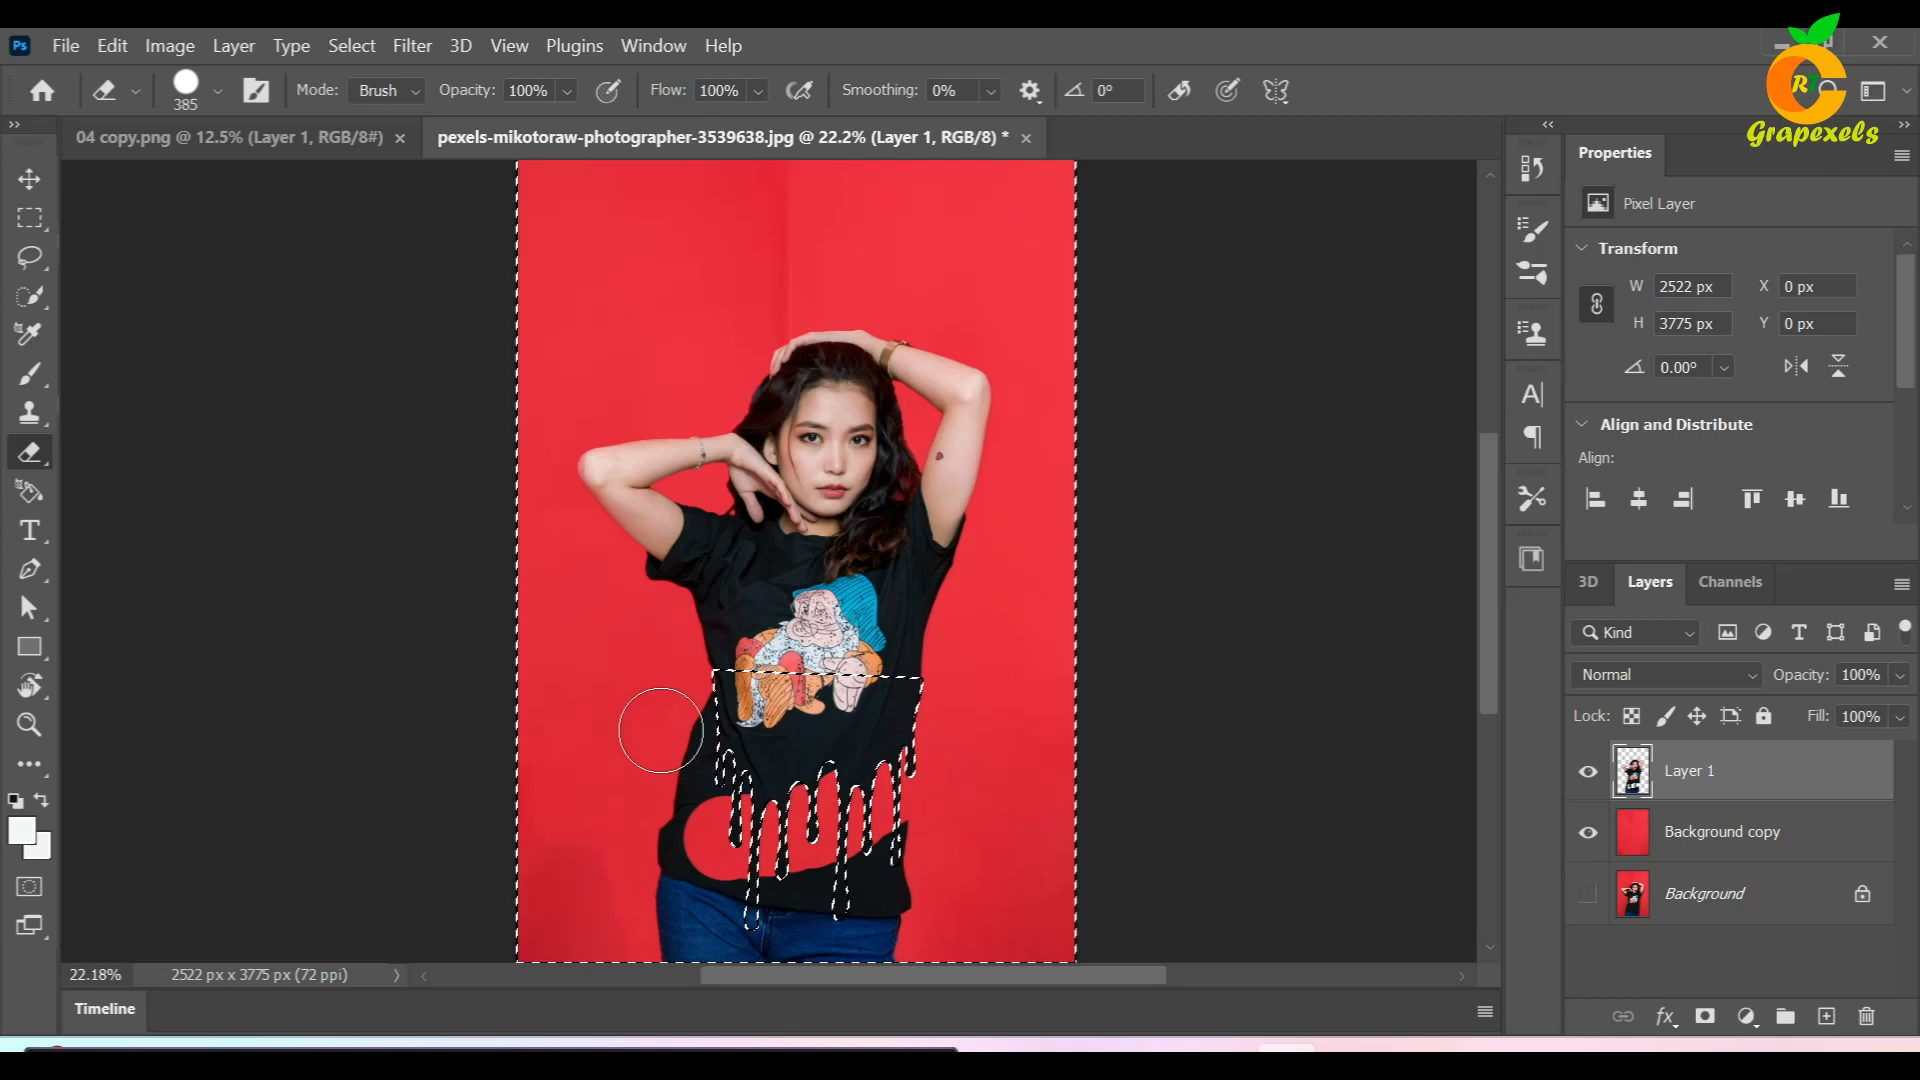 Ps File Edit Image Layer Type Select Filter 3D View Plugins Window Help
385 Mode: Brush Opacity: 100% Flow: 100% Smoothing: 0% 0°
RT
Grapexels
04 copy.png @ 12.5% (Layer 1, RGB/8#) × pexels-mikotoraw-photographer-3539638.jpg @ 22.2% (Layer 1, RGB/8) * ×
Properties
Pixel Layer
Transform
W 2522 px X 0 px
H 3775 px Y 0 px
0.00°
Align and Distribute
Align:
3D Layers Channels
Kind
Normal Opacity: 100%
Lock: Fill: 100%
Layer 1
Background copy
Background
22.18% 2522 px x 3775 px (72 ppi)
Timeline